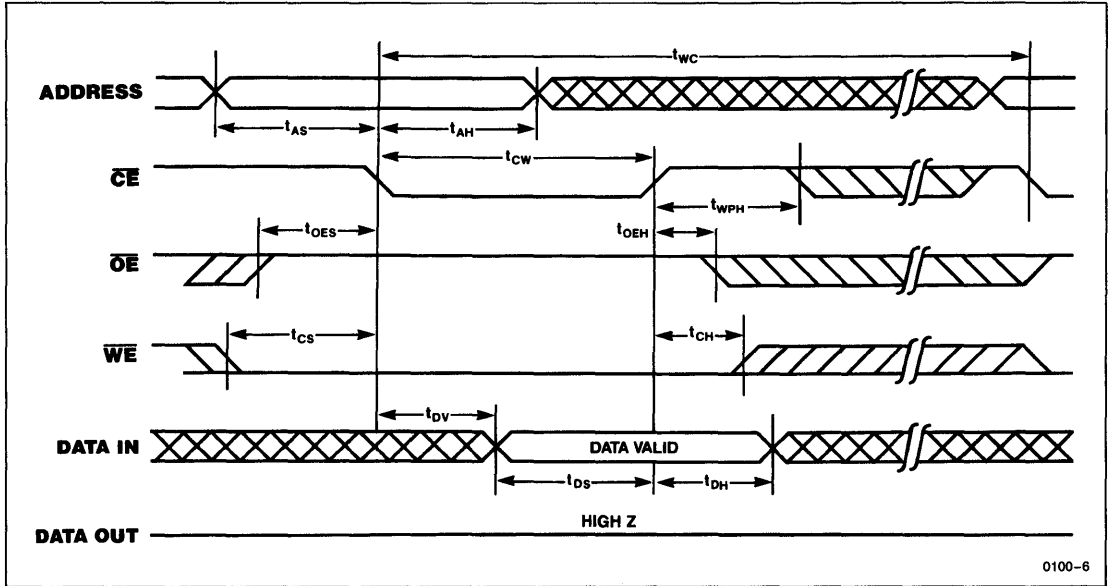 tWC
ADDRESS
tAS
tAH
tCW
CE
tWPH
tOES
tOEH
OE
tCS
tCH
WE
tDV
DATA IN
DATA VALID
tDS
tDH
HIGH Z
DATA OUT
0100-6